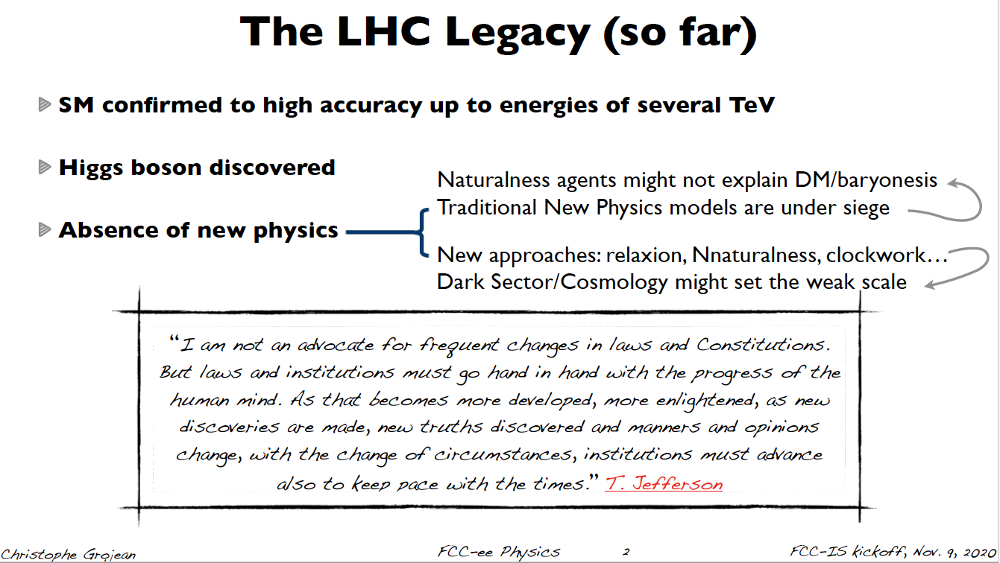 The LHC Legacy (so far)
SM confirmed to high accuracy up to energies of several TeV
Higgs boson discovered
Absence of new physics
Naturalness agents might not explain DM/baryonesis
Traditional New Physics models are under siege
New approaches: relaxion, Nnaturalness, clockwork…
Dark Sector/Cosmology might set the weak scale
“I am not an advocate for frequent changes in laws and Constitutions.
But laws and institutions must go hand in hand with the progress of the
human mind. As that becomes more developed, more enlightened, as new
discoveries are made, new truths discovered and manners and opinions
change, with the change of circumstances, institutions must advance
also to keep pace with the times.” T. Jefferson
Christophe Grojean FCC-ee Physics 2 FCC-IS kickoff, Nov. 9, 2020